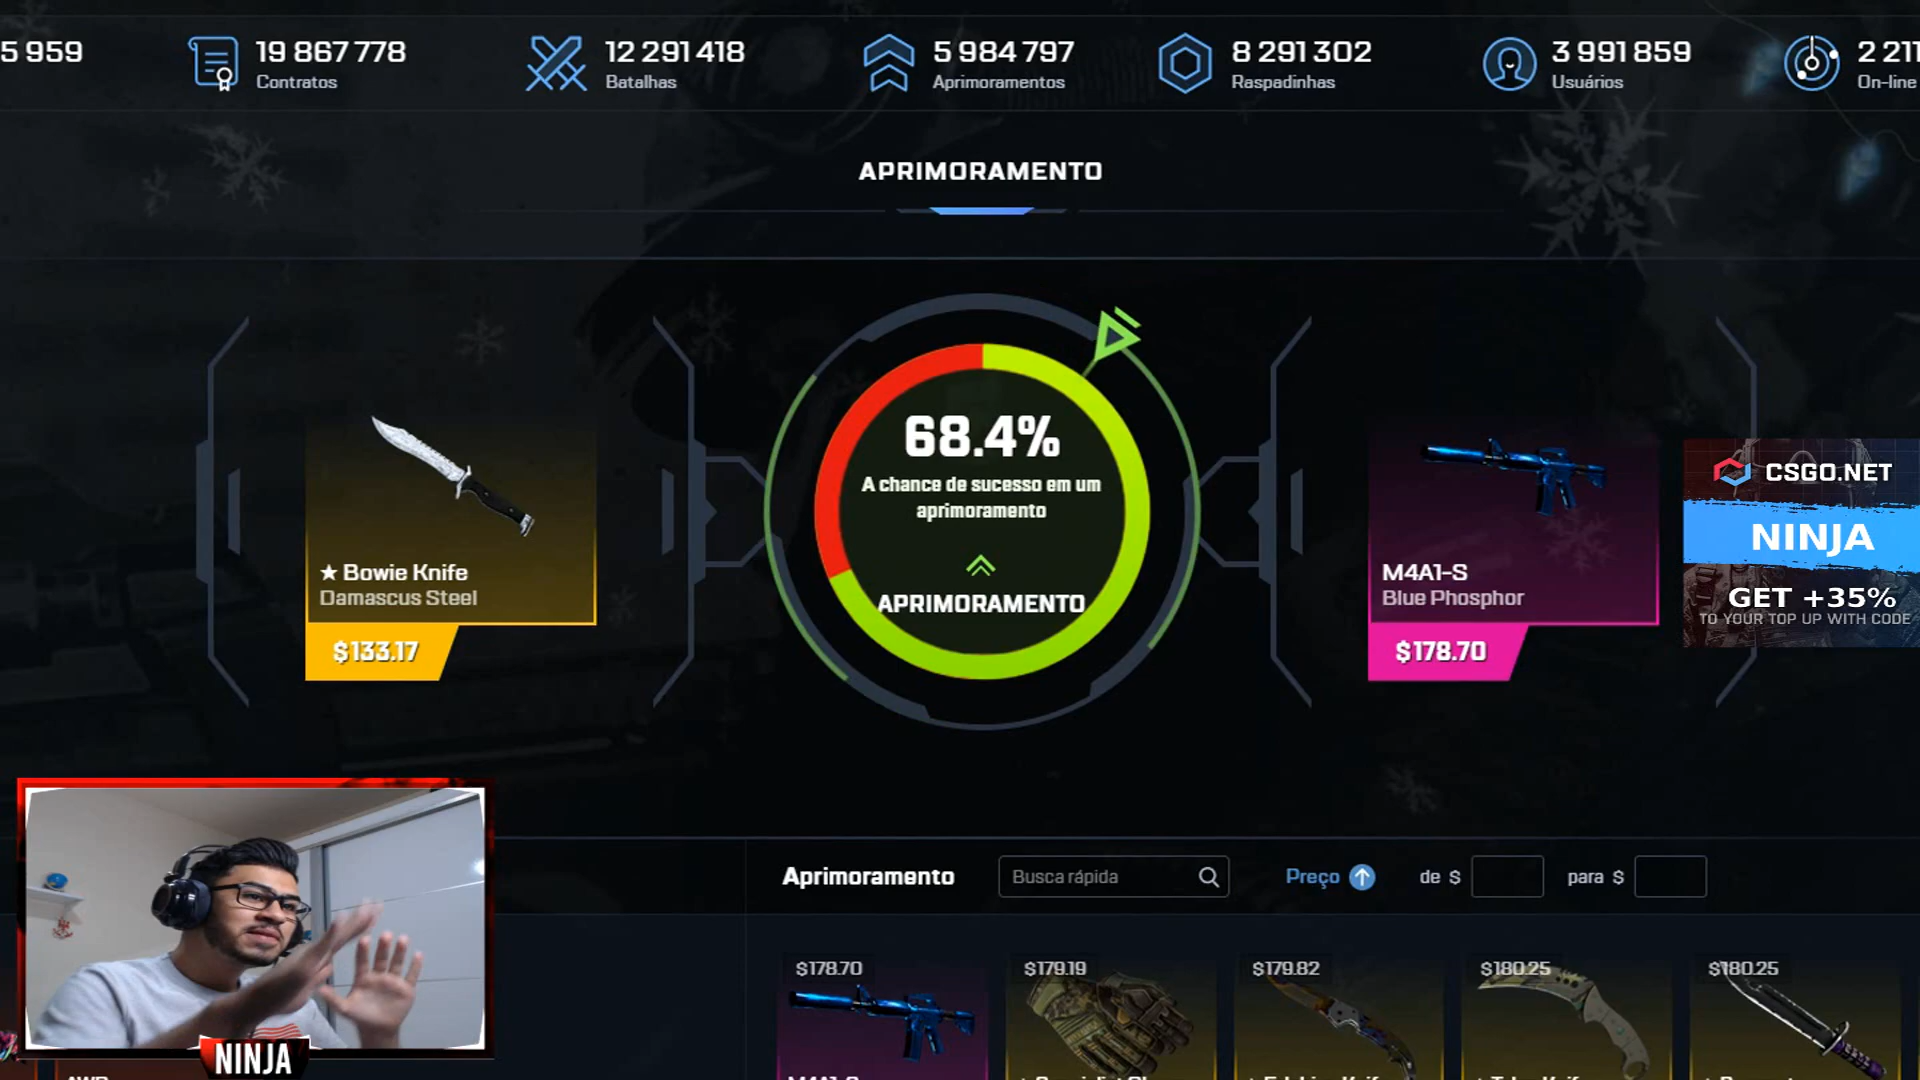 5 959
19 867 778
Contratos
12 291 418
Batalhas
5 984 797
Aprimoramentos
8 291 302
Raspadinhas
3 991 859
Usuários
2 211
On-line
APRIMORAMENTO
68.4%
A chance de sucesso em um
aprimoramento
APRIMORAMENTO
★ Bowie Knife
Damascus Steel
$133.17
M4A1-S
Blue Phosphor
$178.70
CSGO.NET
NINJA
GET +35%
TO YOUR TOP UP WITH CODE
Aprimoramento
Busca rápida
Preço
de $
para $
$178.70
$179.19
$179.82
$180.25
$180.25
NINJA